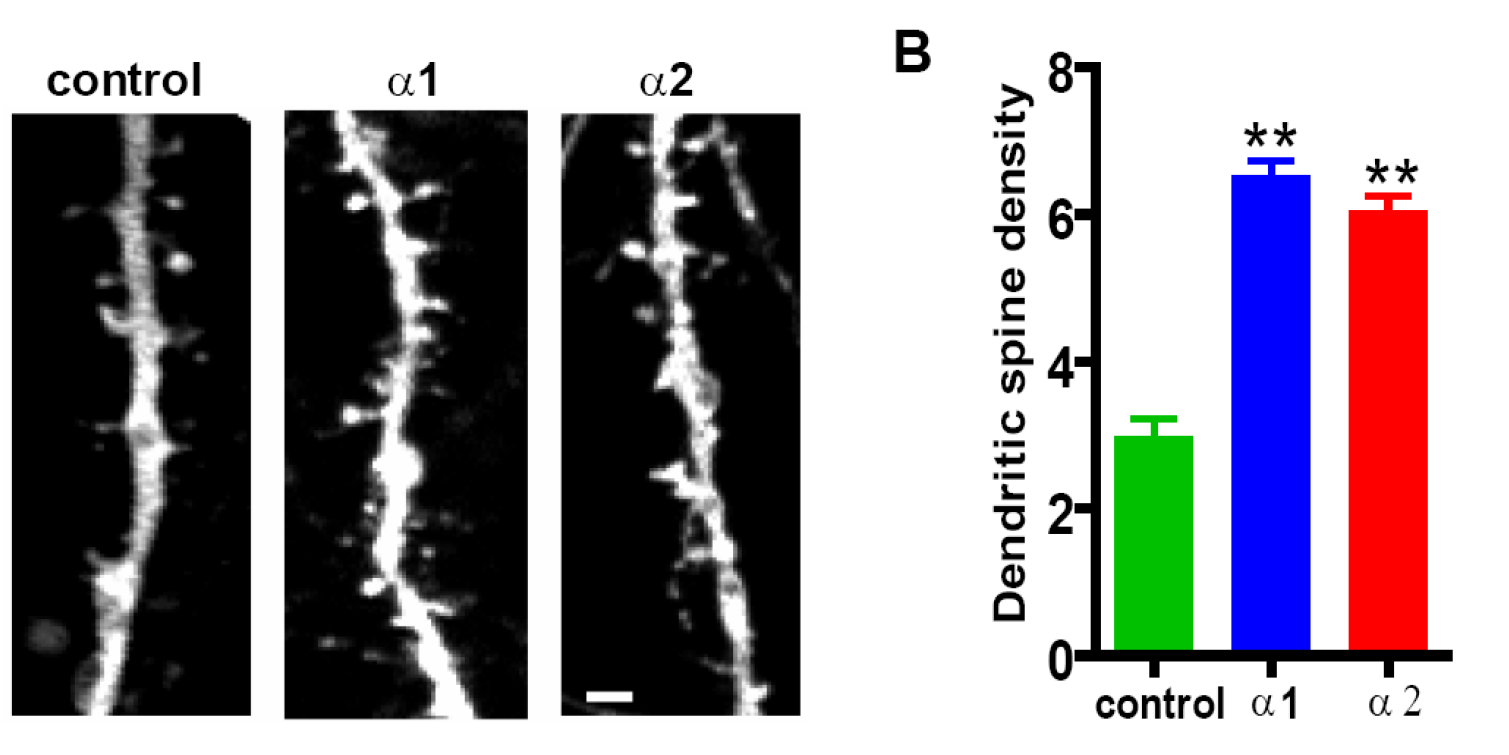 control
α1
α2
B
Dendritic spine density
8
6
4
2
0
**
**
control
α1
α2